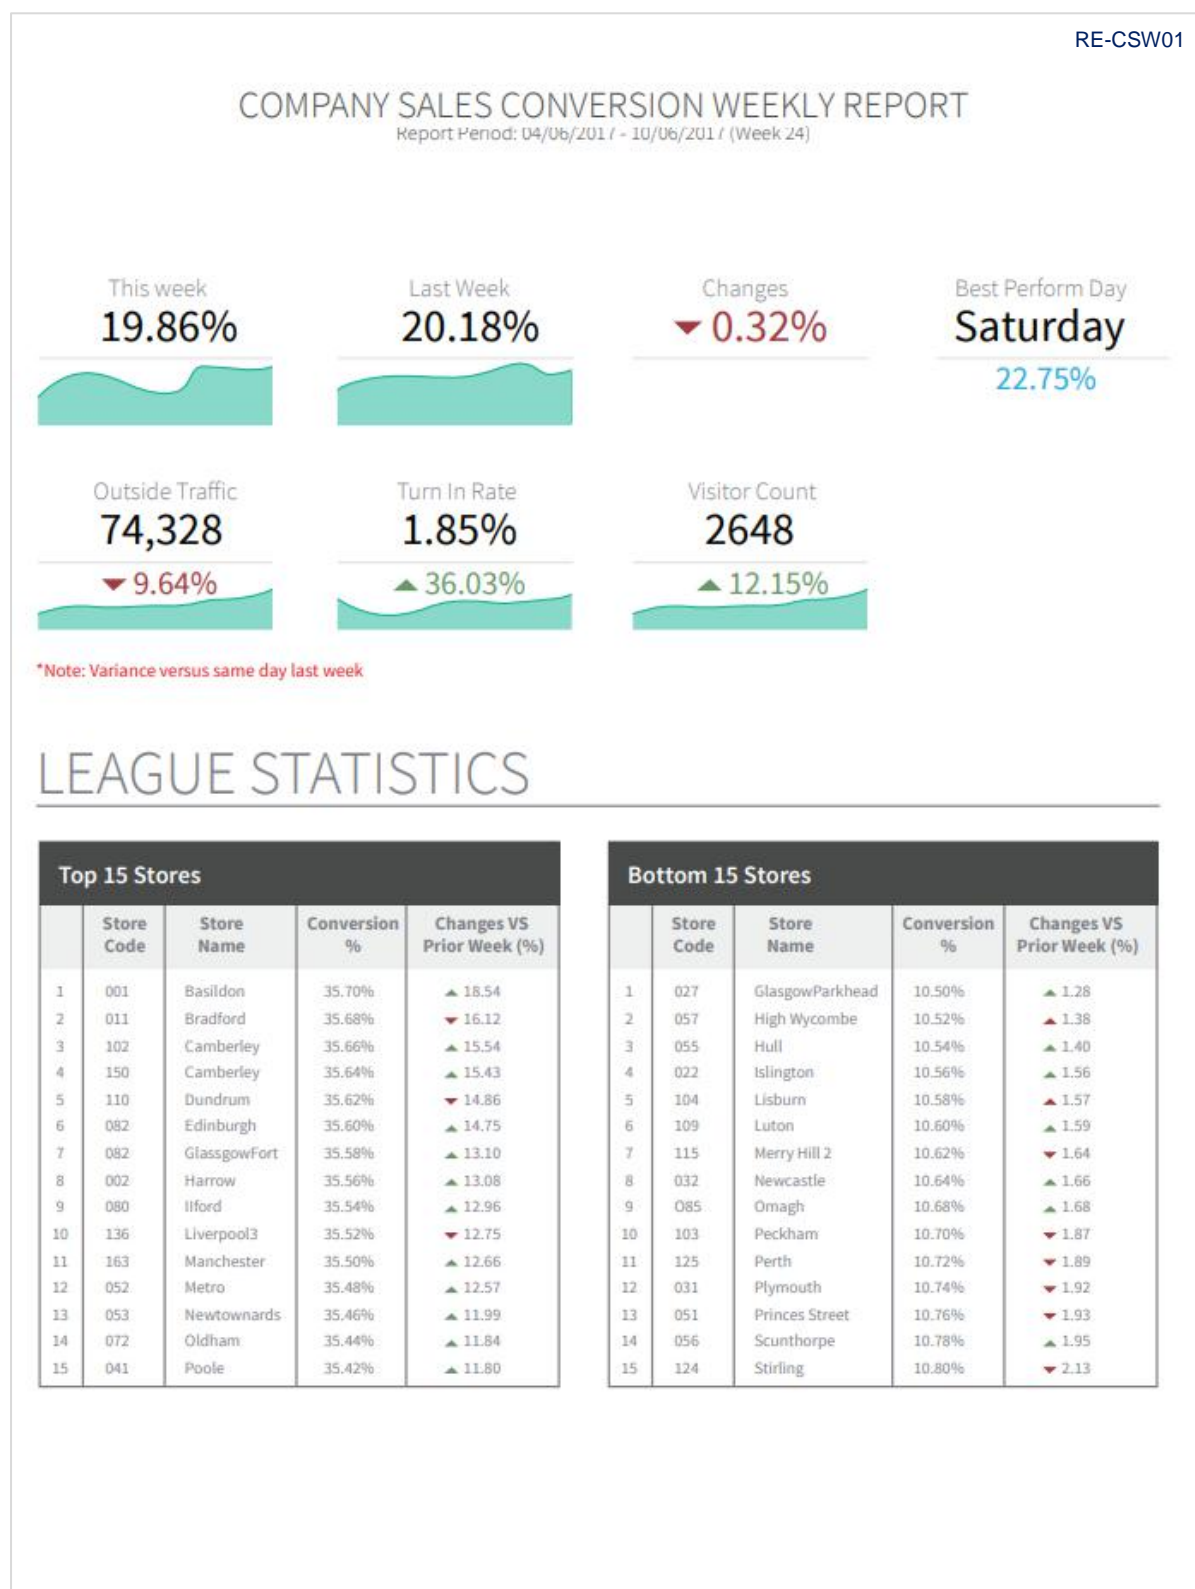 RE-CSW01
COMPANY SALES CONVERSION WEEKLY REPORT
Report Period: 04/06/2017 - 10/06/2017 (Week 24)
This week
19.86%
Last Week
20.18%
Changes
▼ 0.32%
Best Perform Day
Saturday
22.75%
Outside Traffic
74,328
▼ 9.64%
Turn In Rate
1.85%
▲ 36.03%
Visitor Count
2648
▲ 12.15%
*Note: Variance versus same day last week
LEAGUE STATISTICS
Top 15 Stores
Store Code Store Name Conversion % Changes VS Prior Week (%)
1 001 Basildon 35.70% ▲ 18.54
2 011 Bradford 35.68% ▼ 16.12
3 102 Camberley 35.66% ▲ 15.54
4 150 Camberley 35.64% ▲ 15.43
5 110 Dundrum 35.62% ▼ 14.86
6 082 Edinburgh 35.60% ▲ 14.75
7 082 GlassgowFort 35.58% ▲ 13.10
8 002 Harrow 35.56% ▲ 13.08
9 080 IIford 35.54% ▲ 12.96
10 136 Liverpool3 35.52% ▼ 12.75
11 163 Manchester 35.50% ▲ 12.66
12 052 Metro 35.48% ▲ 12.57
13 053 Newtownards 35.46% ▲ 11.99
14 072 Oldham 35.44% ▲ 11.84
15 041 Poole 35.42% ▲ 11.80
Bottom 15 Stores
Store Code Store Name Conversion % Changes VS Prior Week (%)
1 027 GlasgowParkhead 10.50% ▲ 1.28
2 057 High Wycombe 10.52% ▲ 1.38
3 055 Hull 10.54% ▲ 1.40
4 022 Islington 10.56% ▲ 1.56
5 104 Lisburn 10.58% ▲ 1.57
6 109 Luton 10.60% ▲ 1.59
7 115 Merry Hill 2 10.62% ▼ 1.64
8 032 Newcastle 10.64% ▲ 1.66
9 O85 Omagh 10.68% ▲ 1.68
10 103 Peckham 10.70% ▼ 1.87
11 125 Perth 10.72% ▼ 1.89
12 031 Plymouth 10.74% ▼ 1.92
13 051 Princes Street 10.76% ▼ 1.93
14 056 Scunthorpe 10.78% ▲ 1.95
15 124 Stirling 10.80% ▼ 2.13